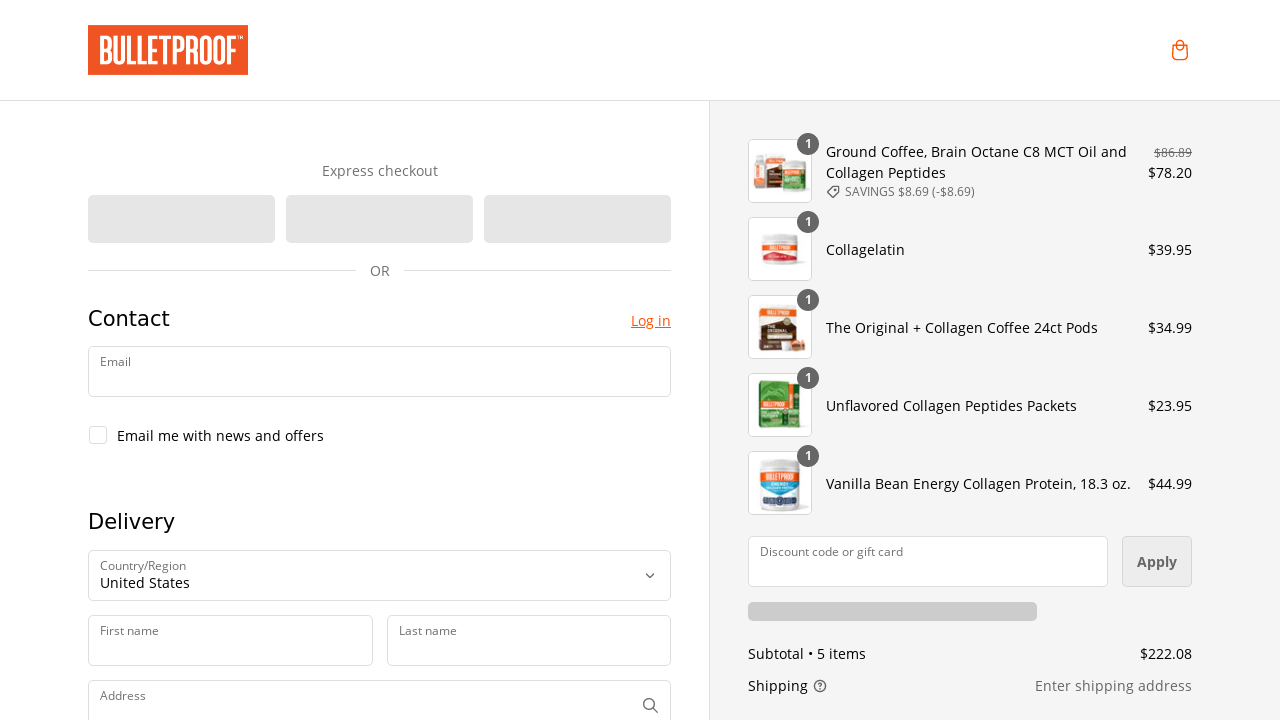 BULLETPROOF™
Express checkout
OR
Contact
Log in
Email
Email me with news and offers
Delivery
Country/Region
United States
First name
Last name
Address
1
Ground Coffee, Brain Octane C8 MCT Oil and
Collagen Peptides
SAVINGS $8.69 (-$8.69)
$86.89
$78.20
1
Collagelatin
$39.95
1
The Original + Collagen Coffee 24ct Pods
$34.99
1
Unflavored Collagen Peptides Packets
$23.95
1
Vanilla Bean Energy Collagen Protein, 18.3 oz.
$44.99
Discount code or gift card
Apply
Subtotal • 5 items
$222.08
Shipping
Enter shipping address